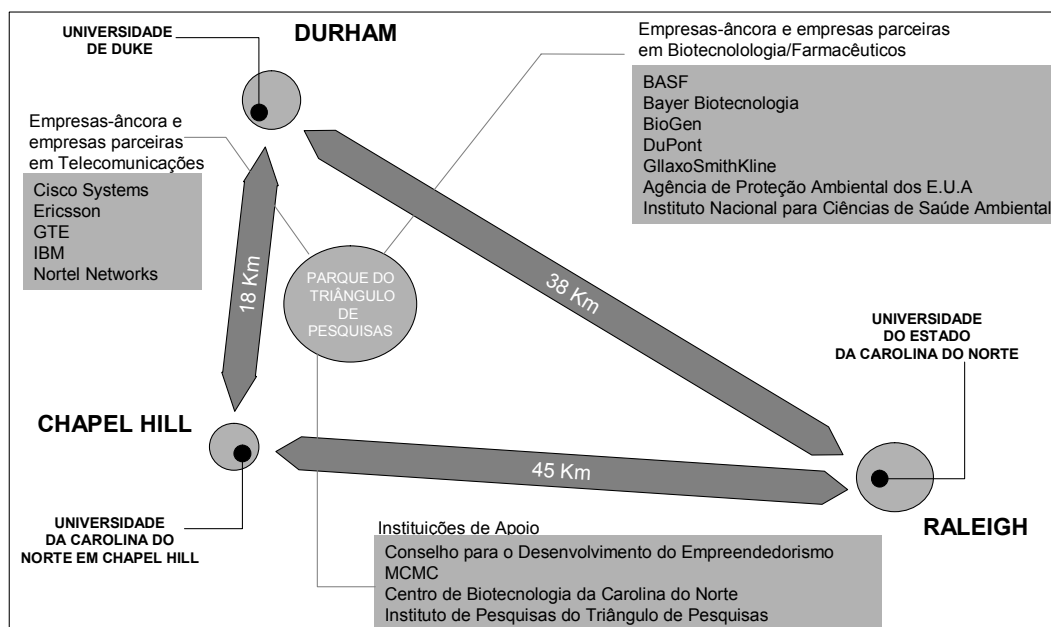 UNIVERSIDADE
DE DUKE
DURHAM
Empresas-âncora e empresas parceiras
em Biotecnolologia/Farmacêuticos
BASF
Bayer Biotecnologia
BioGen
DuPont
GllaxoSmithKline
Agência de Proteção Ambiental dos E.U.A
Instituto Nacional para Ciências de Saúde Ambiental
Empresas-âncora e
empresas parceiras
em Telecomunicações
Cisco Systems
Ericsson
GTE
IBM
Nortel Networks
18 Km
PARQUE DO
TRIÂNGULO
DE
PESQUISAS
38 Km
UNIVERSIDADE
DO ESTADO
DA CAROLINA DO NORTE
CHAPEL HILL
45 Km
RALEIGH
UNIVERSIDADE
DA CAROLINA DO
NORTE EM CHAPEL HILL
Instituições de Apoio
Conselho para o Desenvolvimento do Empreendedorismo
MCMC
Centro de Biotecnologia da Carolina do Norte
Instituto de Pesquisas do Triângulo de Pesquisas